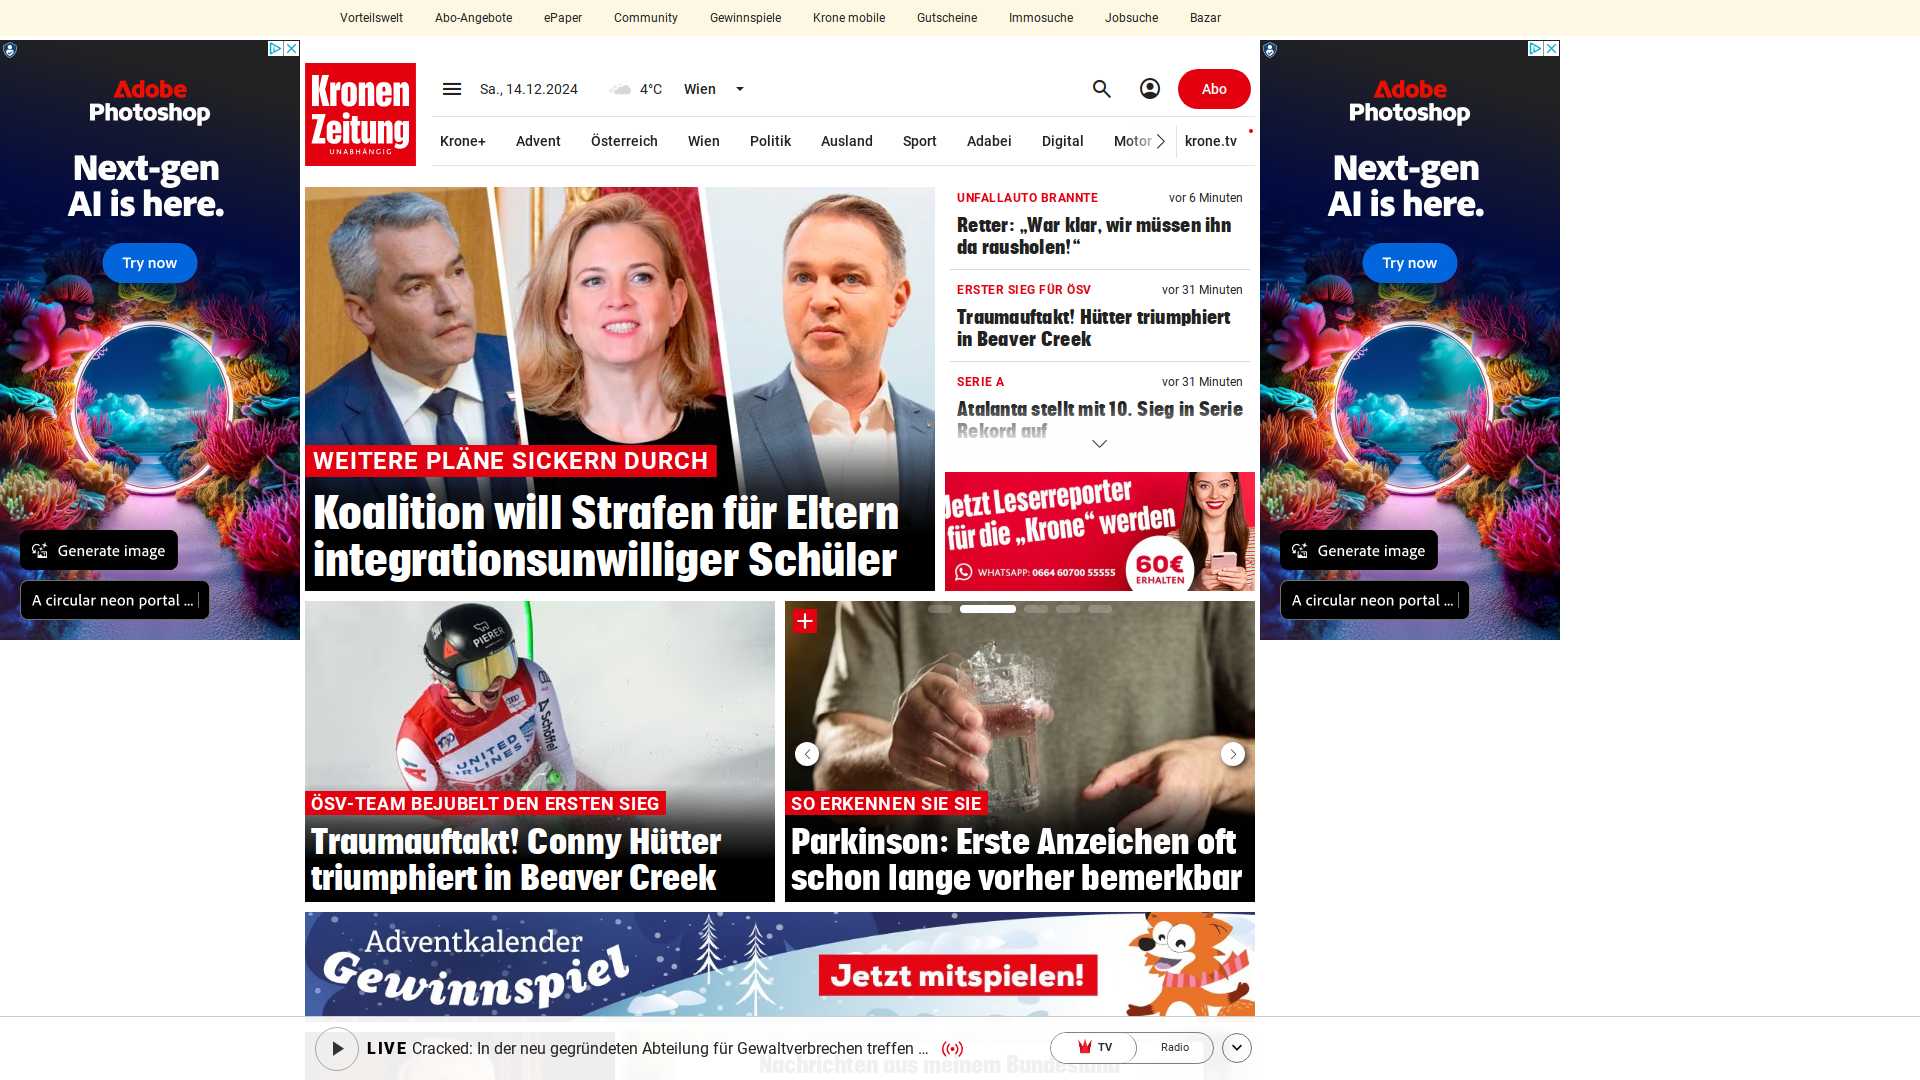 Vorteilswelt Abo-Angebote ePaper Community Gewinnspiele Krone mobile Gutscheine Immosuche Jobsuche Bazar
Adobe
Photoshop
Next-gen
AI is here.
Try now
Generate image
A circular neon portal ...
Kronen
Zeitung
UNABHÄNGIG
Sa., 14.12.2024 4°C Wien
Abo
Krone+ Advent Österreich Wien Politik Ausland Sport Adabei Digital Motor krone.tv
WEITERE PLÄNE SICKERN DURCH
Koalition will Strafen für Eltern
integrationsunwilliger Schüler
UNFALLAUTO BRANNTE vor 6 Minuten
Retter: „War klar, wir müssen ihn
da rausholen!“
ERSTER SIEG FÜR ÖSV vor 31 Minuten
Traumauftakt! Hütter triumphiert
in Beaver Creek
SERIE A vor 31 Minuten
Atalanta stellt mit 10. Sieg in Serie
Rekord auf
Jetzt Leserreporter
für die „Krone“ werden
WHATSAPP: 0664 60700 55555
60€
ERHALTEN
Adobe
Photoshop
Next-gen
AI is here.
Try now
Generate image
A circular neon portal ...
PIERER
UNITED
AIRLINES
Schöffel
A1
ÖSV-TEAM BEJUBELT DEN ERSTEN SIEG
Traumauftakt! Conny Hütter
triumphiert in Beaver Creek
SO ERKENNEN SIE SIE
Parkinson: Erste Anzeichen oft
schon lange vorher bemerkbar
Adventkalender
Gewinnspiel
Jetzt mitspielen!
LIVE Cracked: In der neu gegründeten Abteilung für Gewaltverbrechen treffen ...
TV Radio
Nachrichten aus meinem Bundesland